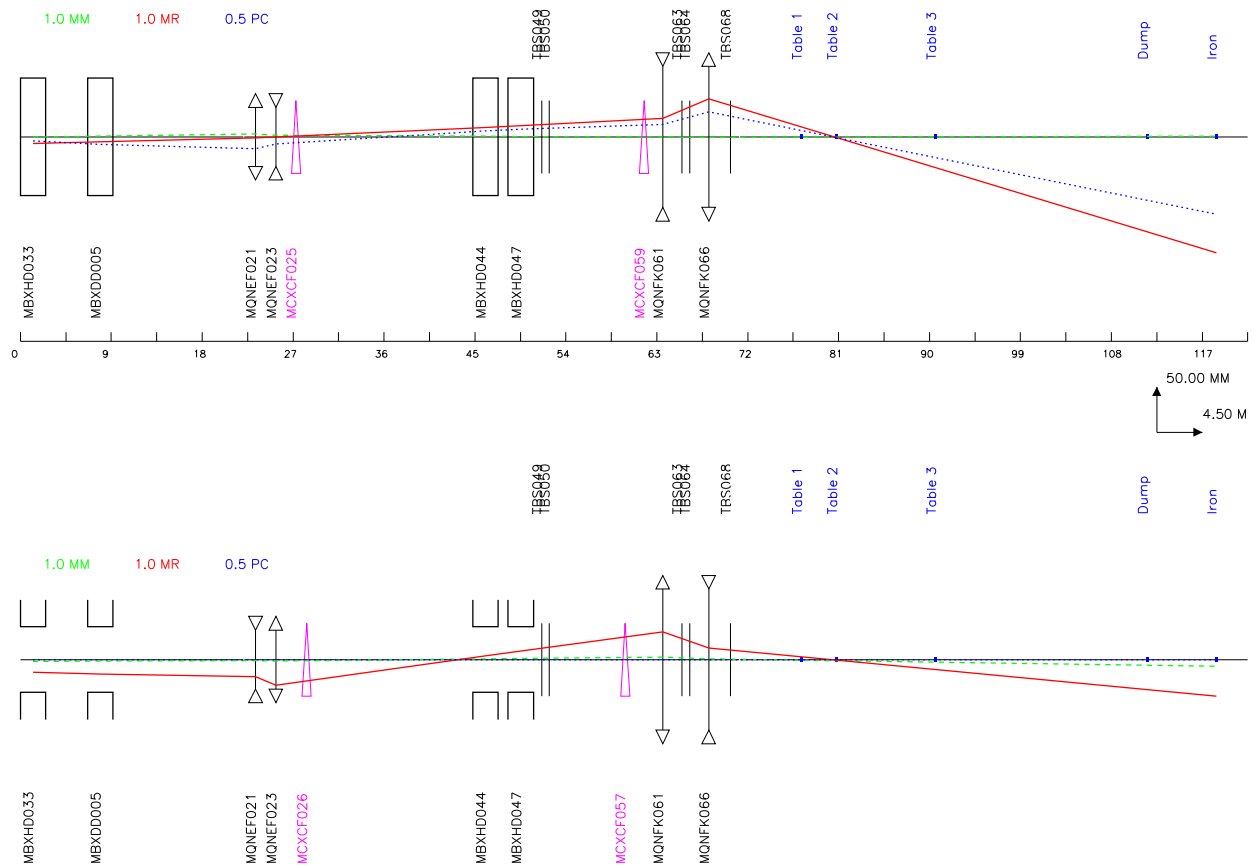 1.0 MM 1.0 MR 0.5 PC
TBS049 TBS050 TBS063 TBS064 TBS068 Table 1 Table 2 Table 3 Dump Iron
MBXHD033 MBXDD005 MQNEF021 MQNEF023 MCXCF025 MBXHD044 MBXHD047 MCXCF059 MQNFK061 MQNFK066
0 9 18 27 36 45 54 63 72 81 90 99 108 117
50.00 MM
4.50 M
TBS049 TBS050 TBS063 TBS064 TBS068 Table 1 Table 2 Table 3 Dump Iron
1.0 MM 1.0 MR 0.5 PC
MBXHD033 MBXDD005 MQNEF021 MQNEF023 MCXCF026 MBXHD044 MBXHD047 MCXCF057 MQNFK061 MQNFK066